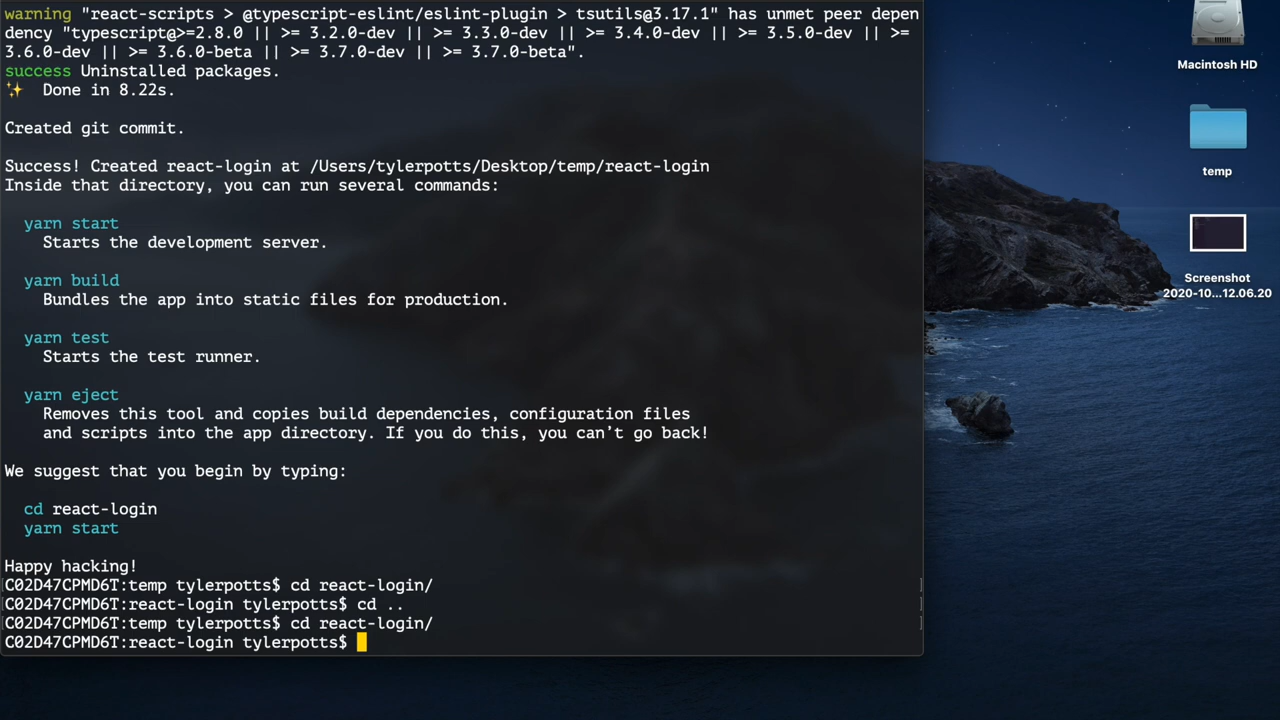 warning "react-scripts > @typescript-eslint/eslint-plugin > tsutils@3.17.1" has unmet peer depen
dency "typescript@>=2.8.0 || >= 3.2.0-dev || >= 3.3.0-dev || >= 3.4.0-dev || >= 3.5.0-dev || >=
3.6.0-dev || >= 3.6.0-beta || >= 3.7.0-dev || >= 3.7.0-beta".
success Uninstalled packages.
✨  Done in 8.22s.
Created git commit.
Success! Created react-login at /Users/tylerpotts/Desktop/temp/react-login
Inside that directory, you can run several commands:
yarn start
Starts the development server.
yarn build
Bundles the app into static files for production.
yarn test
Starts the test runner.
yarn eject
Removes this tool and copies build dependencies, configuration files
and scripts into the app directory. If you do this, you can’t go back!
We suggest that you begin by typing:
cd react-login
yarn start
Happy hacking!
C02D47CPMD6T:temp tylerpotts$ cd react-login/
C02D47CPMD6T:react-login tylerpotts$ cd ..
C02D47CPMD6T:temp tylerpotts$ cd react-login/
C02D47CPMD6T:react-login tylerpotts$
Macintosh HD
temp
Screenshot
2020-10...12.06.20